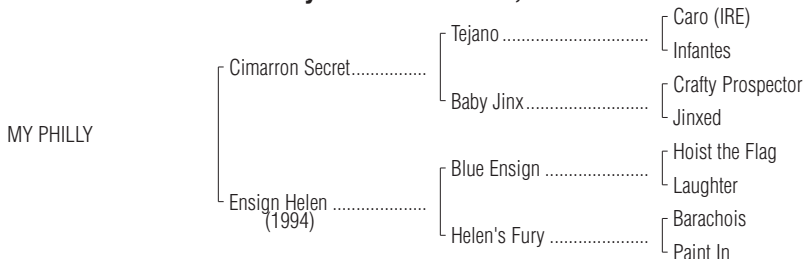 Caro (IRE)
Tejano
Infantes
Cimarron Secret
Crafty Prospector
Baby Jinx
Jinxed
MY PHILLY
Hoist the Flag
Blue Ensign
Laughter
Ensign Helen
(1994)
Barachois
Helen's Fury
Paint In